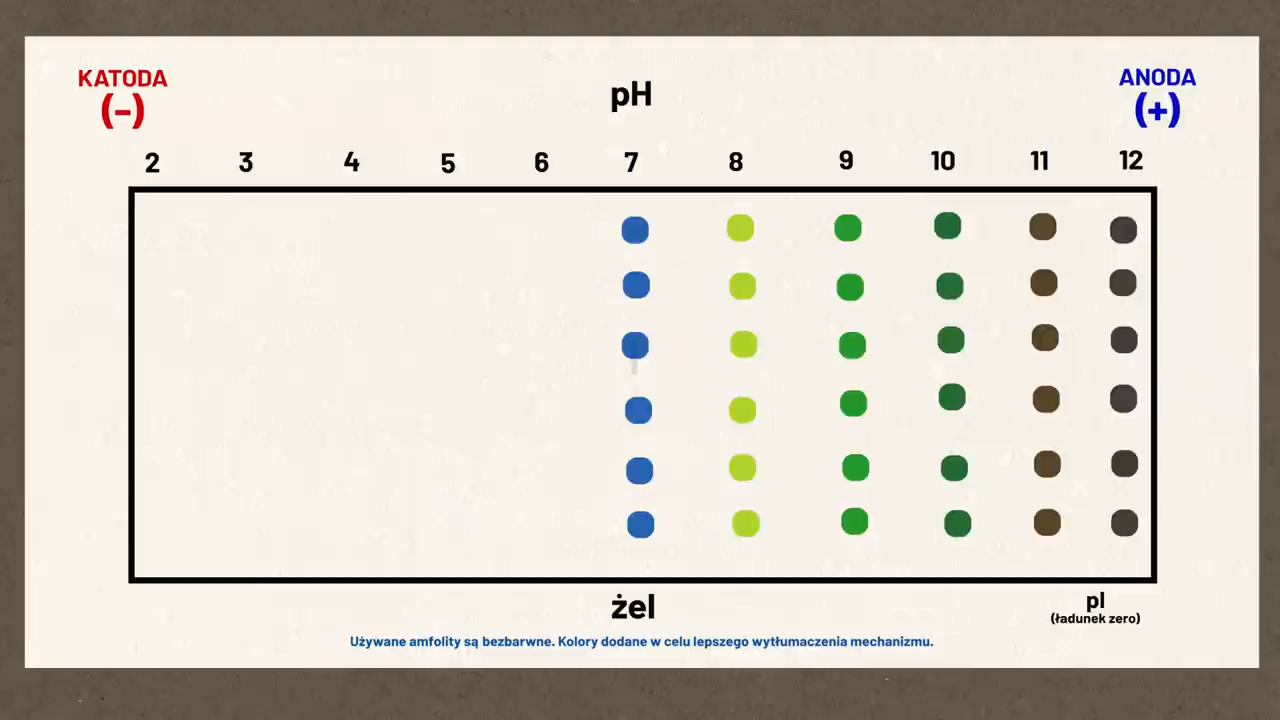 KATODA
(-)
pH
ANODA
(+)
2 3 4 5 6 7 8 9 10 11 12
żel
pI
(ładunek zero)
Używane amfolity są bezbarwne. Kolory dodane w celu lepszego wytłumaczenia mechanizmu.